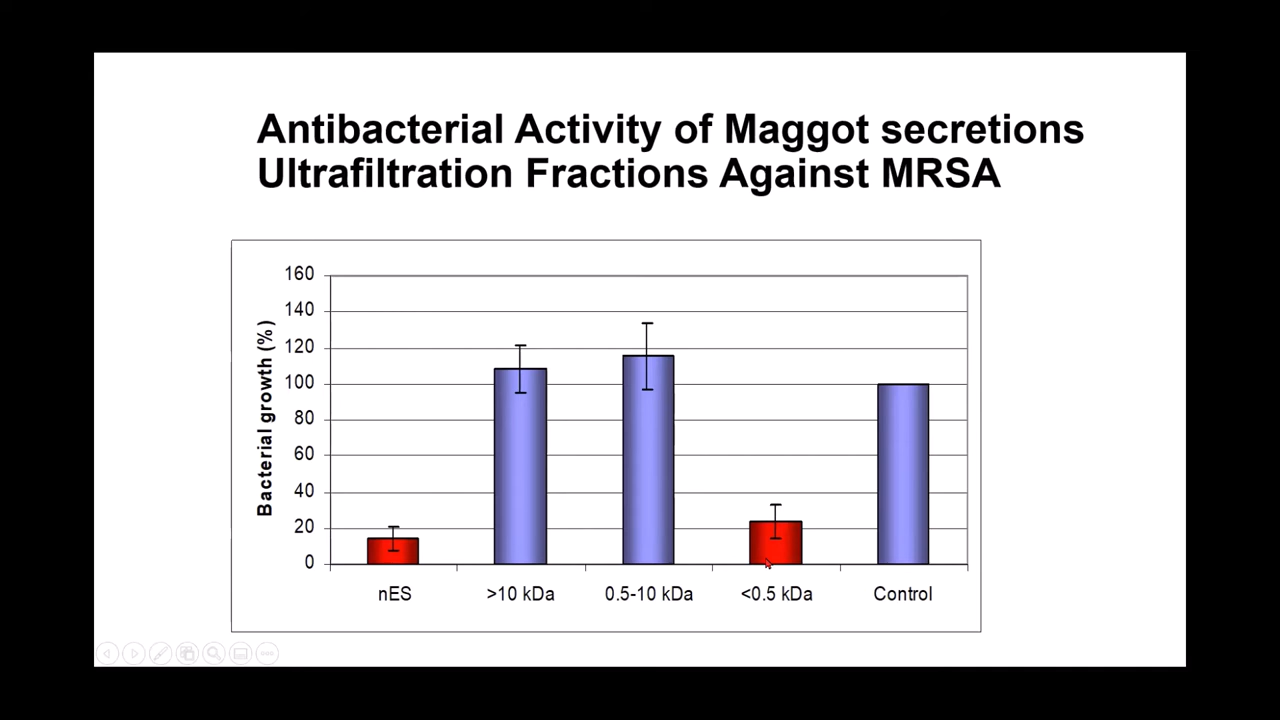 Antibacterial Activity of Maggot secretions
Ultrafiltration Fractions Against MRSA
160
140
120
100
80
60
40
20
0
Bacterial growth (%)
nES >10 kDa 0.5-10 kDa <0.5 kDa Control